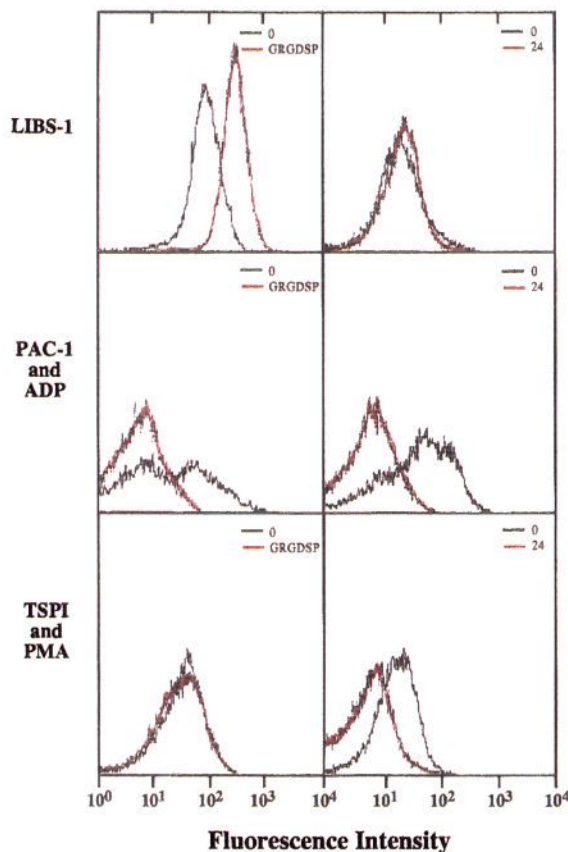 0
GRGDSP
0
24
LIBS-1
0
GRGDSP
0
24
PAC-1
and
ADP
0
GRGDSP
0
24
TSPI
and
PMA
10⁰ 10¹ 10² 10³ 10⁴ 10¹ 10² 10³ 10⁴
Fluorescence Intensity